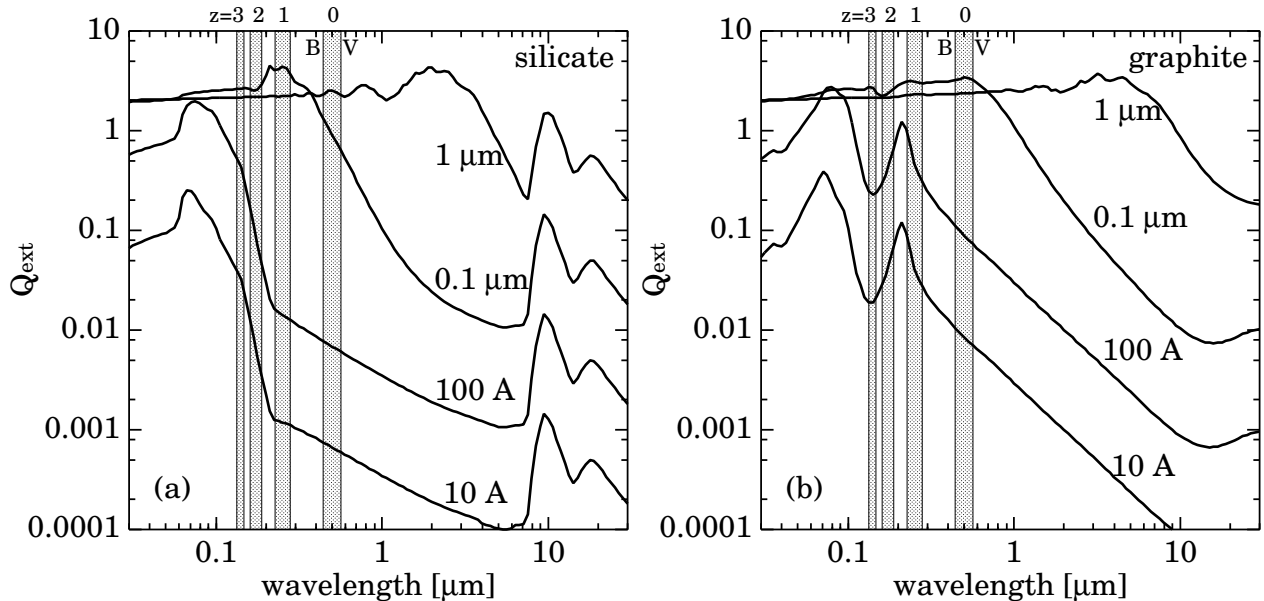 z=3 2 1 0
10
B V
silicate
1
0.1
0.01
0.001
0.0001
Qext
1 µm
0.1 µm
100 A
10 A
(a)
0.1 1 10
wavelength [µm]
z=3 2 1 0
10
B V
graphite
1
0.1
0.01
0.001
0.0001
Qext
1 µm
0.1 µm
100 A
10 A
(b)
0.1 1 10
wavelength [µm]